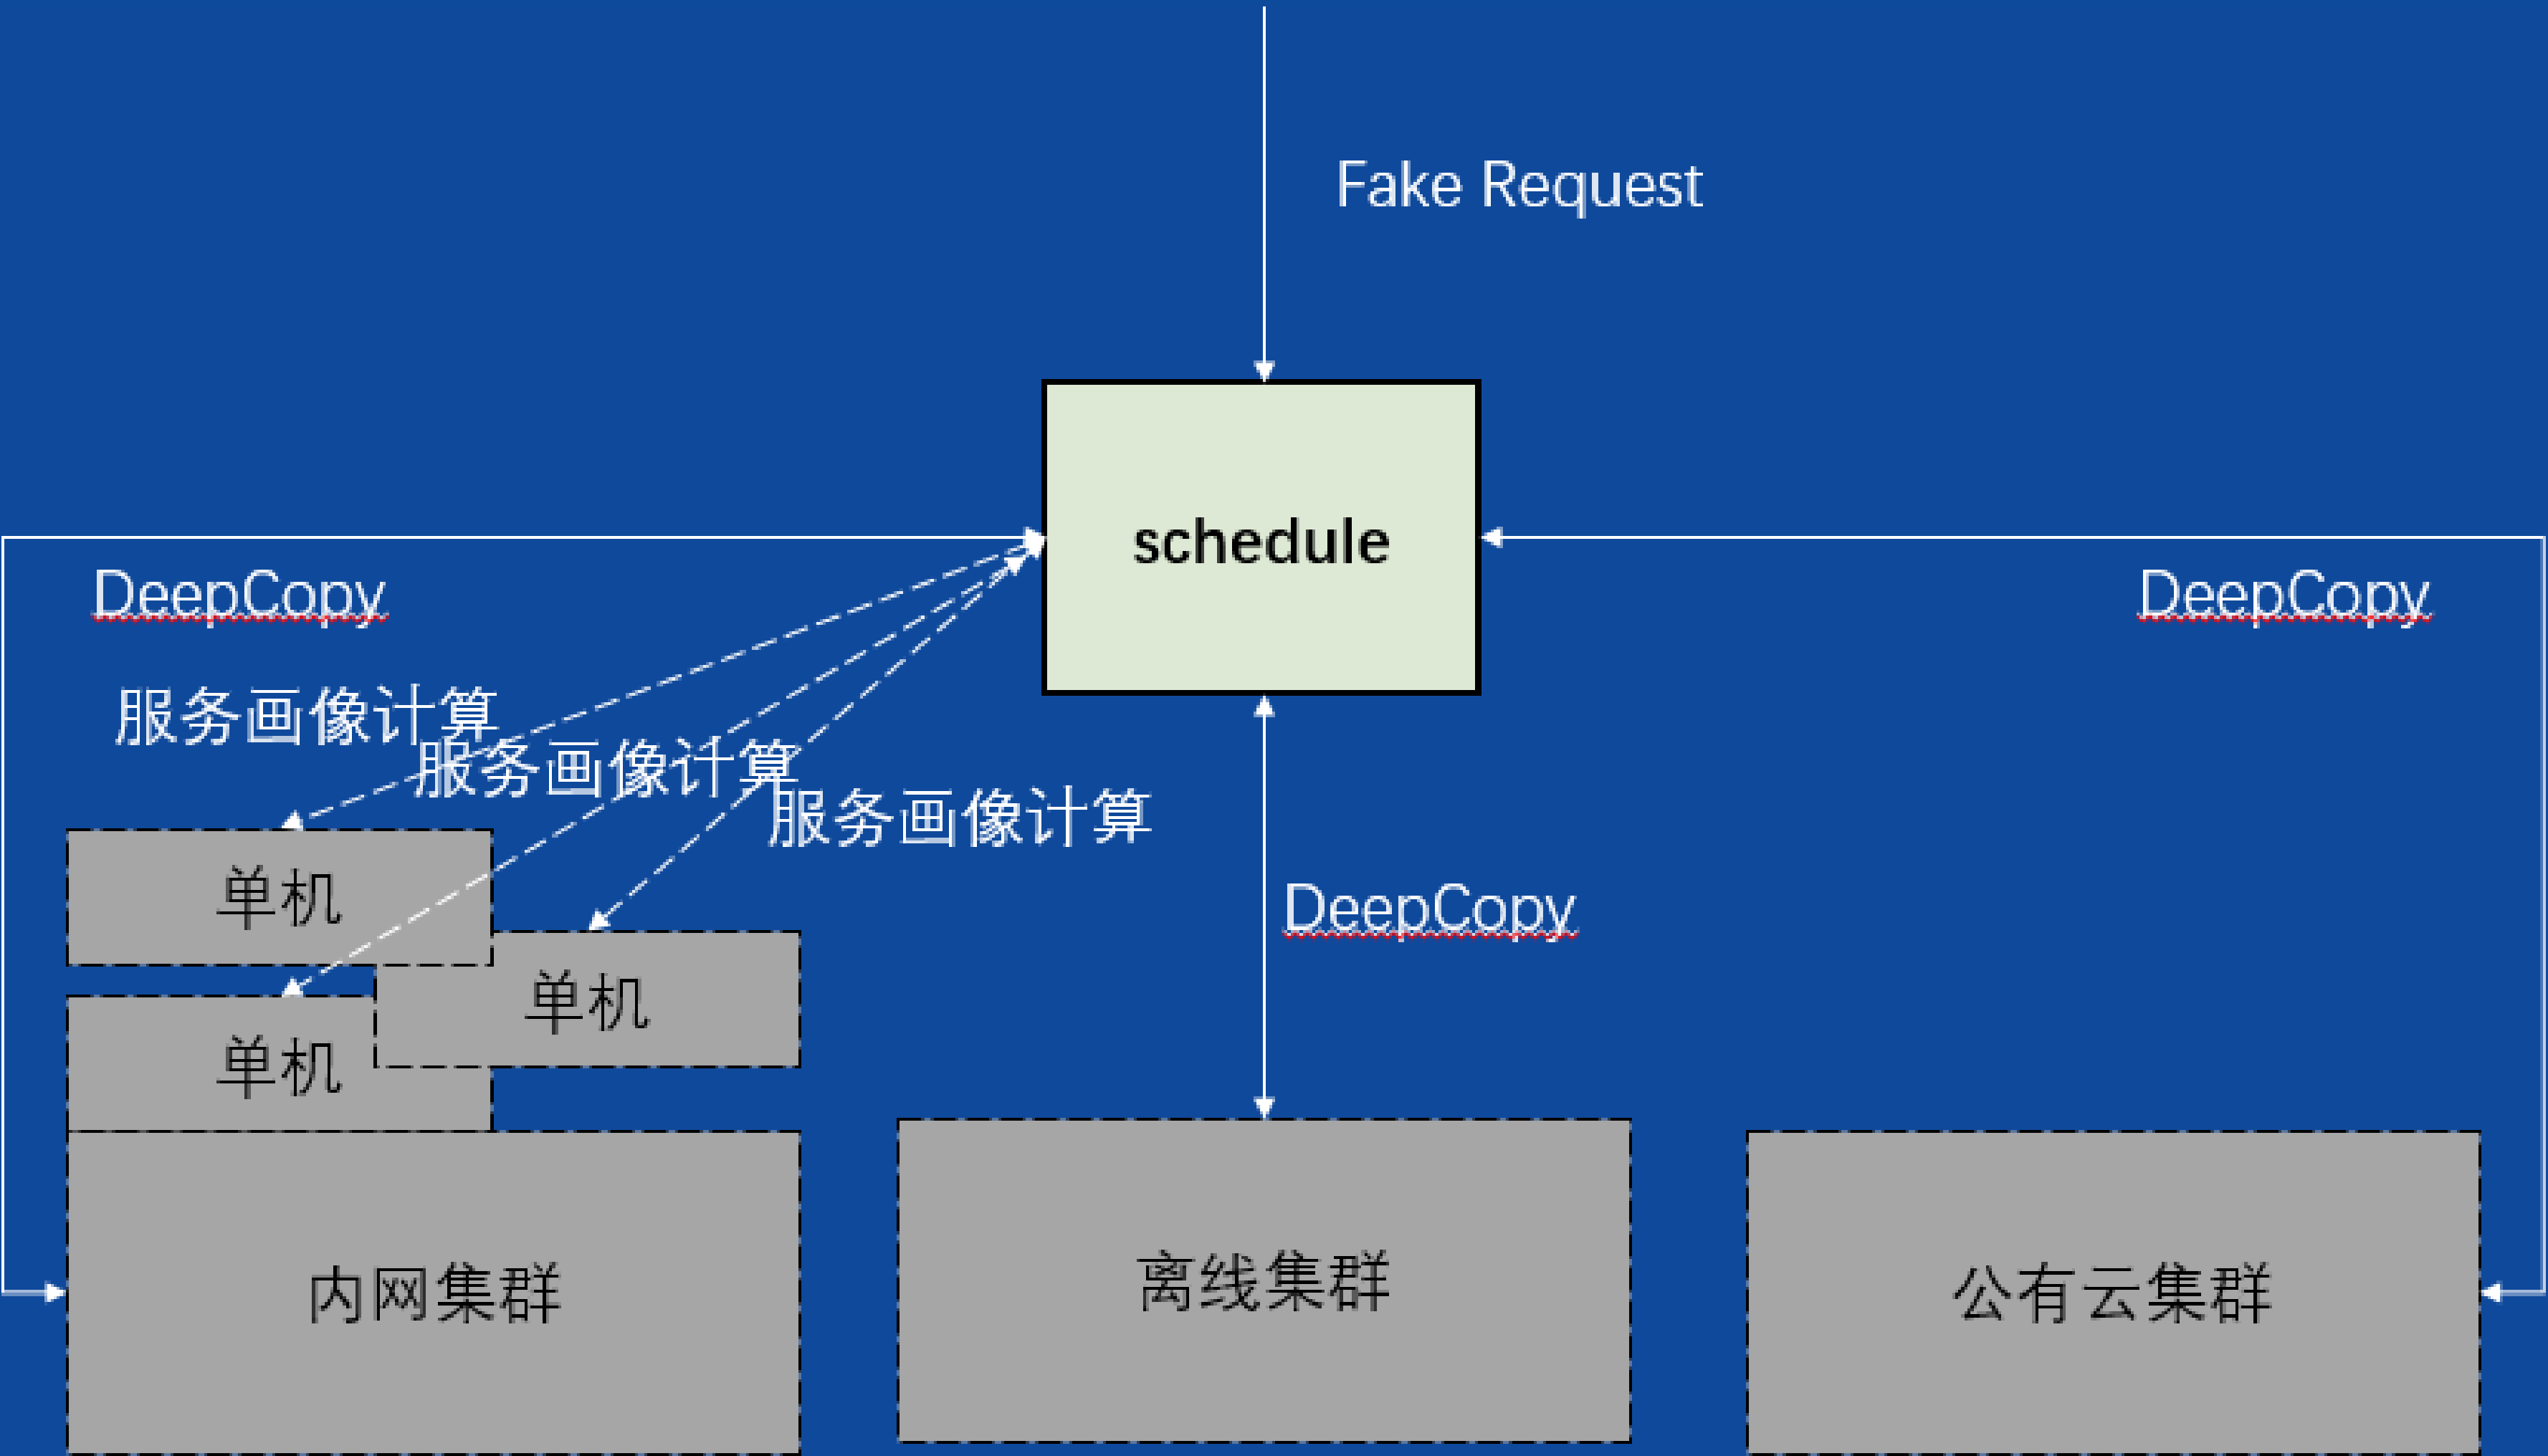 Fake Request
schedule
DeepCopy
DeepCopy
服务画像计算
服务画像计算
服务画像计算
单机
DeepCopy
单机
单机
内网集群
离线集群
公有云集群